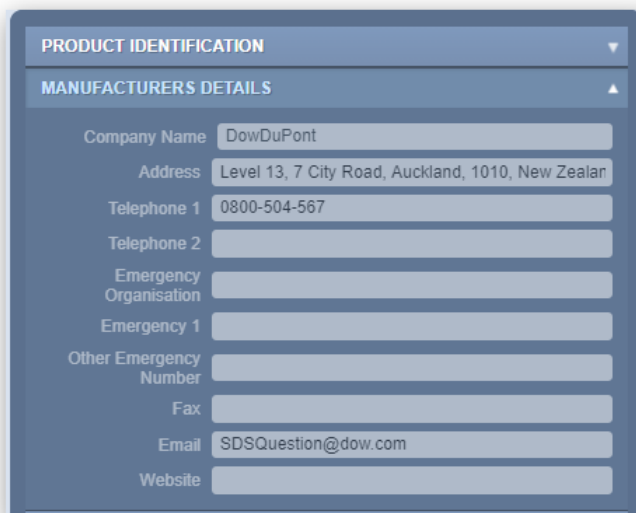 PRODUCT IDENTIFICATION
MANUFACTURERS DETAILS
Company Name DowDuPont
Address Level 13, 7 City Road, Auckland, 1010, New Zealan
Telephone 1 0800-504-567
Telephone 2
Emergency
Organisation
Emergency 1
Other Emergency
Number
Fax
Email SDSQuestion@dow.com
Website